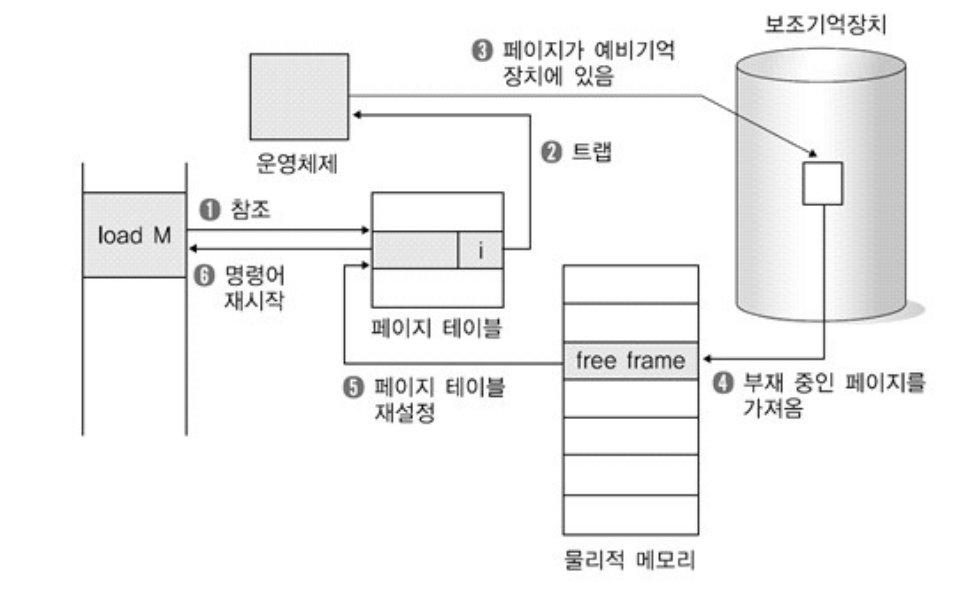 보조기억장치
❸ 페이지가 예비기억
장치에 있음
운영체제
❷ 트랩
❶ 참조
load M
i
❻ 명령어
재시작
페이지 테이블
free frame
❺ 페이지 테이블
재설정
❹ 부재 중인 페이지를
가져옴
물리적 메모리